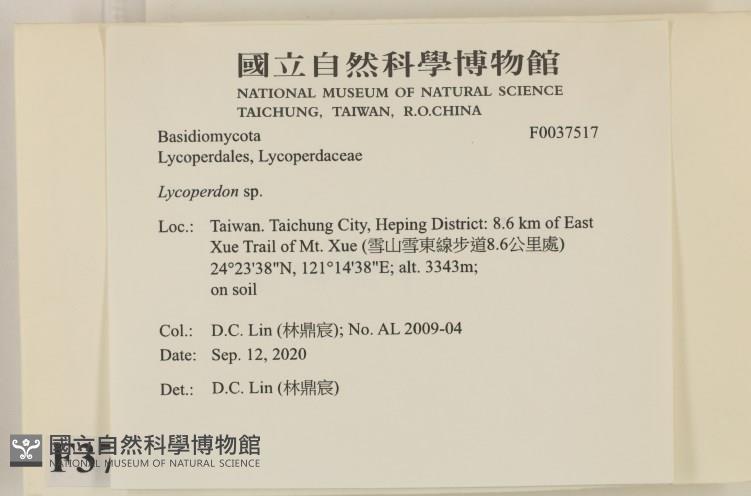 國立自然科學博物館
NATIONAL MUSEUM OF NATURAL SCIENCE
TAICHUNG, TAIWAN, R.O.CHINA
Basidiomycota F0037517
Lycoperdales, Lycoperdaceae
Lycoperdon sp.
Loc.: Taiwan. Taichung City, Heping District: 8.6 km of East
Xue Trail of Mt. Xue (雪山雪東線步道8.6公里處)
24°23'38"N, 121°14'38"E; alt. 3343m;
on soil
Col.: D.C. Lin (林鼎宸); No. AL 2009-04
Date: Sep. 12, 2020
Det.: D.C. Lin (林鼎宸)
國立自然科學博物館
NATIONAL MUSEUM OF NATURAL SCIENCE